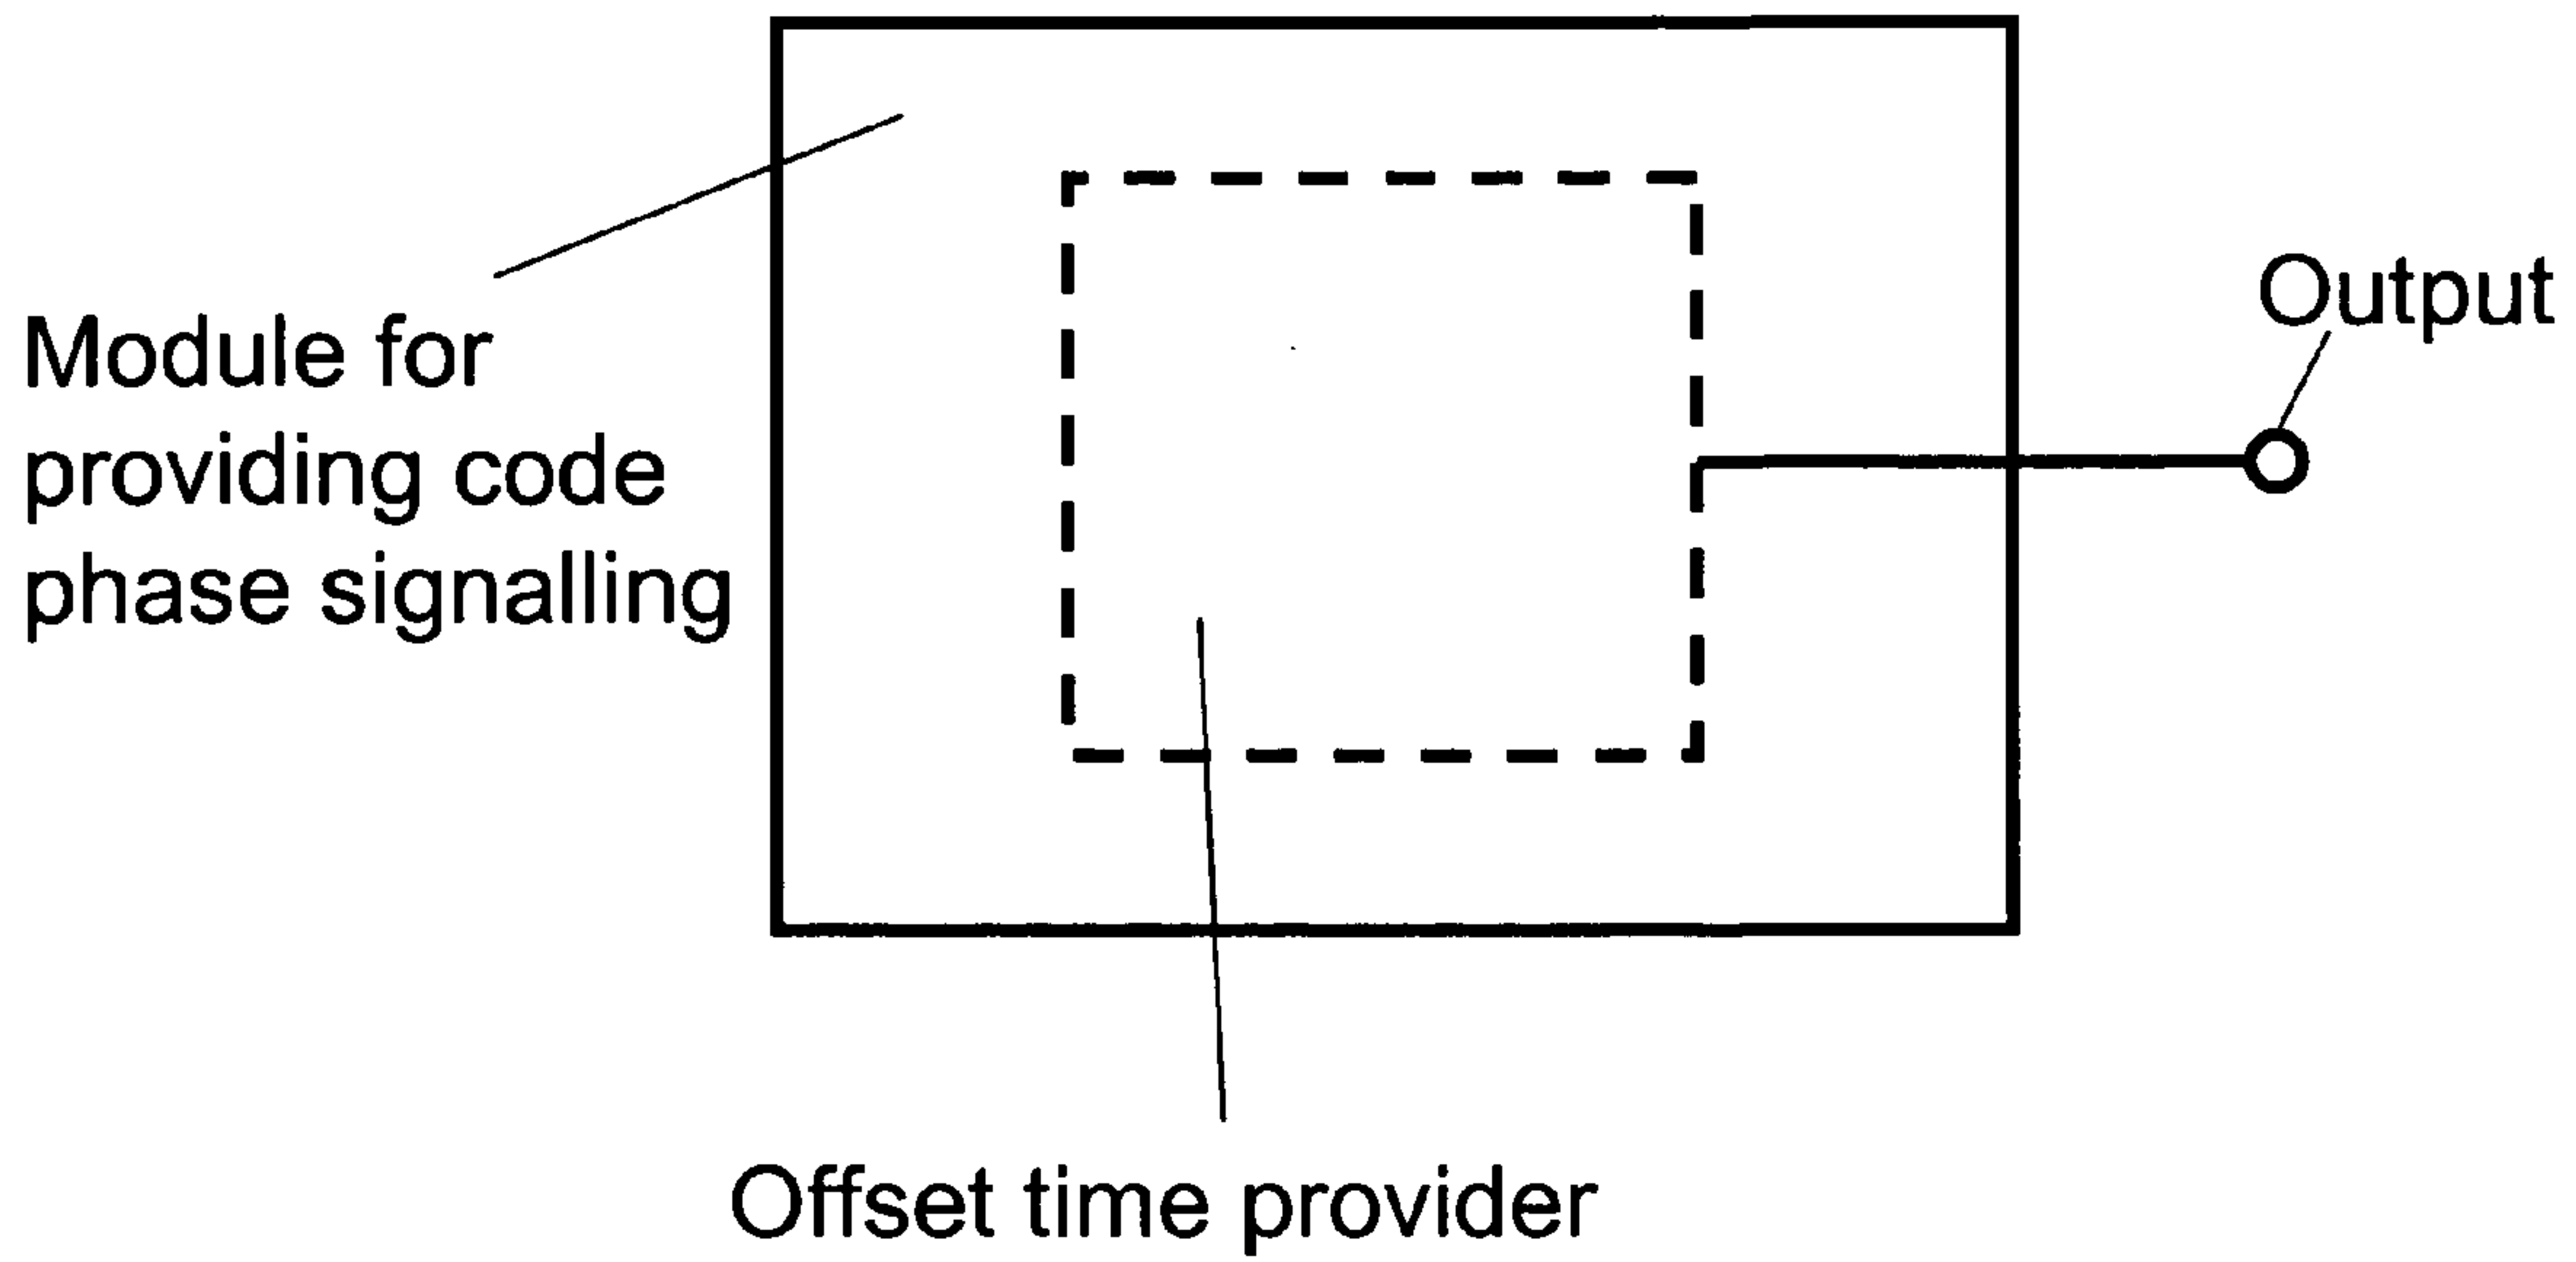 Output
Module for
providing code
phase signalling
Offset time provider